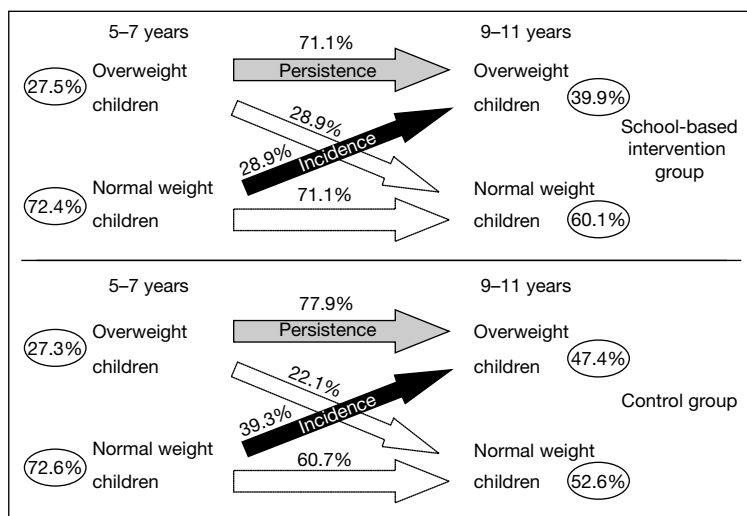 5–7 years
71.1%
9–11 years
Persistence
27.5%
Overweight
children
Overweight
children
39.9%
28.9%
28.9%
Incidence
School-based
intervention
group
72.4%
Normal weight
children
71.1%
Normal weight
children
60.1%
5–7 years
77.9%
9–11 years
Persistence
27.3%
Overweight
children
Overweight
children
47.4%
22.1%
39.3%
Incidence
Control group
72.6%
Normal weight
children
60.7%
Normal weight
children
52.6%